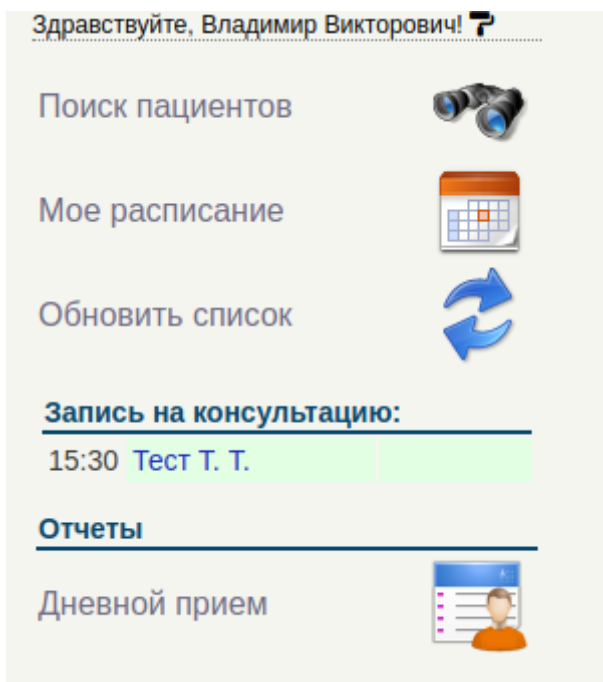 Здравствуйте, Владимир Викторович!
Поиск пациентов
Мое расписание
Обновить список
Запись на консультацию:
15:30 Тест Т. Т.
Отчеты
Дневной прием